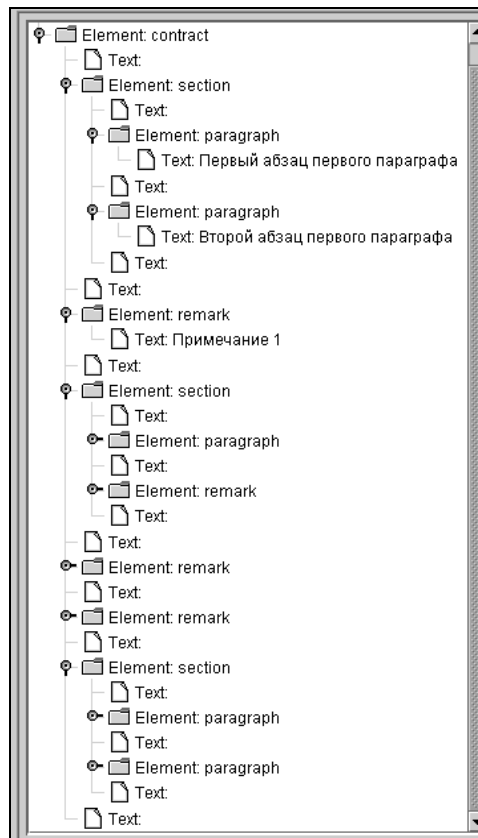 Element: contract
Text:
Element: section
Text:
Element: paragraph
Text: Первый абзац первого параграфа
Text:
Element: paragraph
Text: Второй абзац первого параграфа
Text:
Text:
Element: remark
Text: Примечание 1
Text:
Element: section
Text:
Element: paragraph
Text:
Element: remark
Text:
Text:
Element: remark
Text:
Element: remark
Text:
Element: section
Text:
Element: paragraph
Text:
Element: paragraph
Text:
Text: